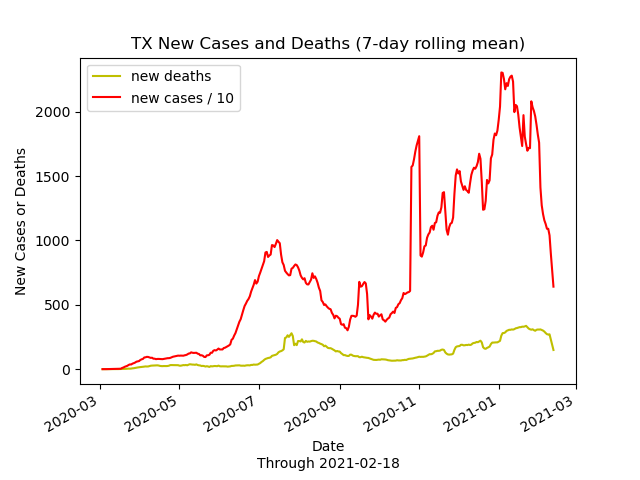 TX New Cases and Deaths (7-day rolling mean)
new deaths
new cases / 10
New Cases or Deaths
2000
1500
1000
500
0
2020-03
2020-05
2020-07
2020-09
2020-11
2021-01
2021-03
Date
Through 2021-02-18